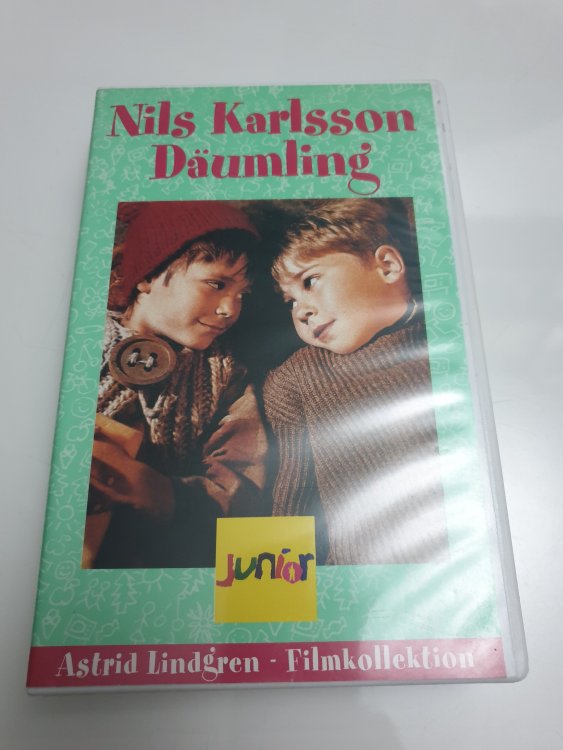 Nils Karlsson
Däumling
junior
Astrid Lindgren - Filmkollektion